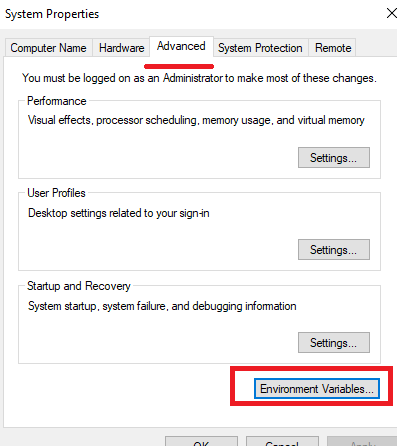 System Properties
Computer Name Hardware Advanced System Protection Remote
You must be logged on as an Administrator to make most of these changes.
Performance
Visual effects, processor scheduling, memory usage, and virtual memory
Settings...
User Profiles
Desktop settings related to your sign-in
Settings...
Startup and Recovery
System startup, system failure, and debugging information
Settings...
Environment Variables...
OK Cancel Apply